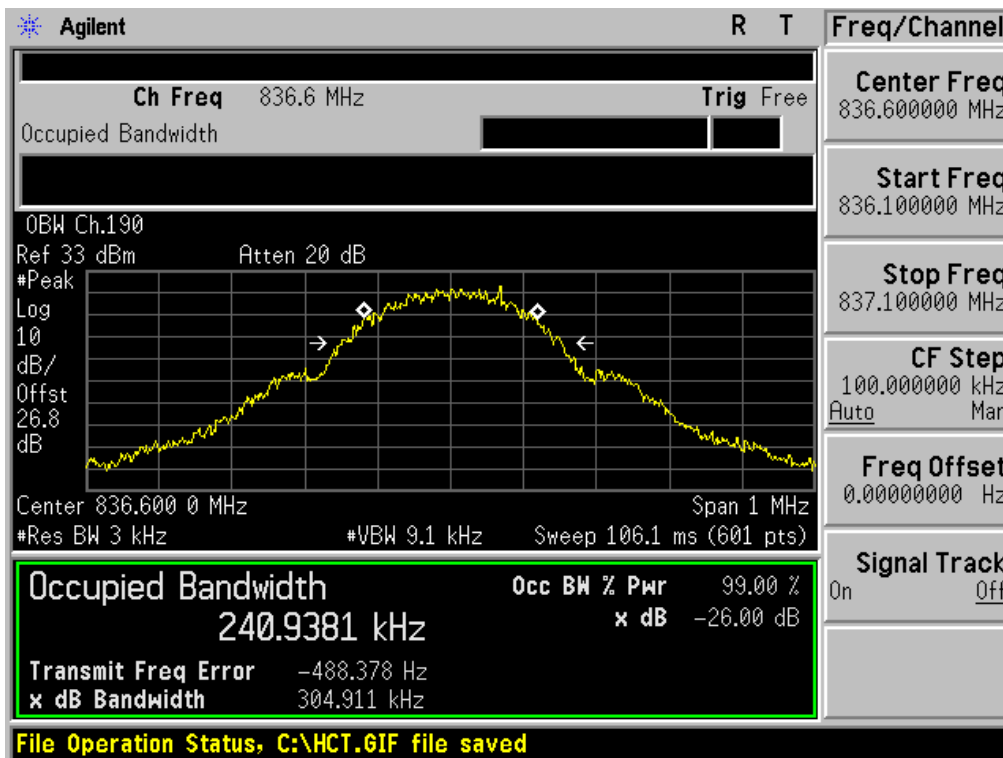 Agilent R T
Ch Freq 836.6 MHz Trig Free
Occupied Bandwidth
OBW Ch.190
Ref 33 dBm Atten 20 dB
#Peak
Log
10
dB/
Offst
26.8
dB
Center 836.600 0 MHz Span 1 MHz
#Res BW 3 kHz #VBW 9.1 kHz Sweep 106.1 ms (601 pts)
Occupied Bandwidth Occ BW % Pwr 99.00 %
240.9381 kHz x dB -26.00 dB
Transmit Freq Error -488.378 Hz
x dB Bandwidth 304.911 kHz
File Operation Status, C:\HCT.GIF file saved
Freq/Channel
Center Freq
836.600000 MHz
Start Freq
836.100000 MHz
Stop Freq
837.100000 MHz
CF Step
100.000000 kHz
Auto Man
Freq Offset
0.00000000 Hz
Signal Track
On Off